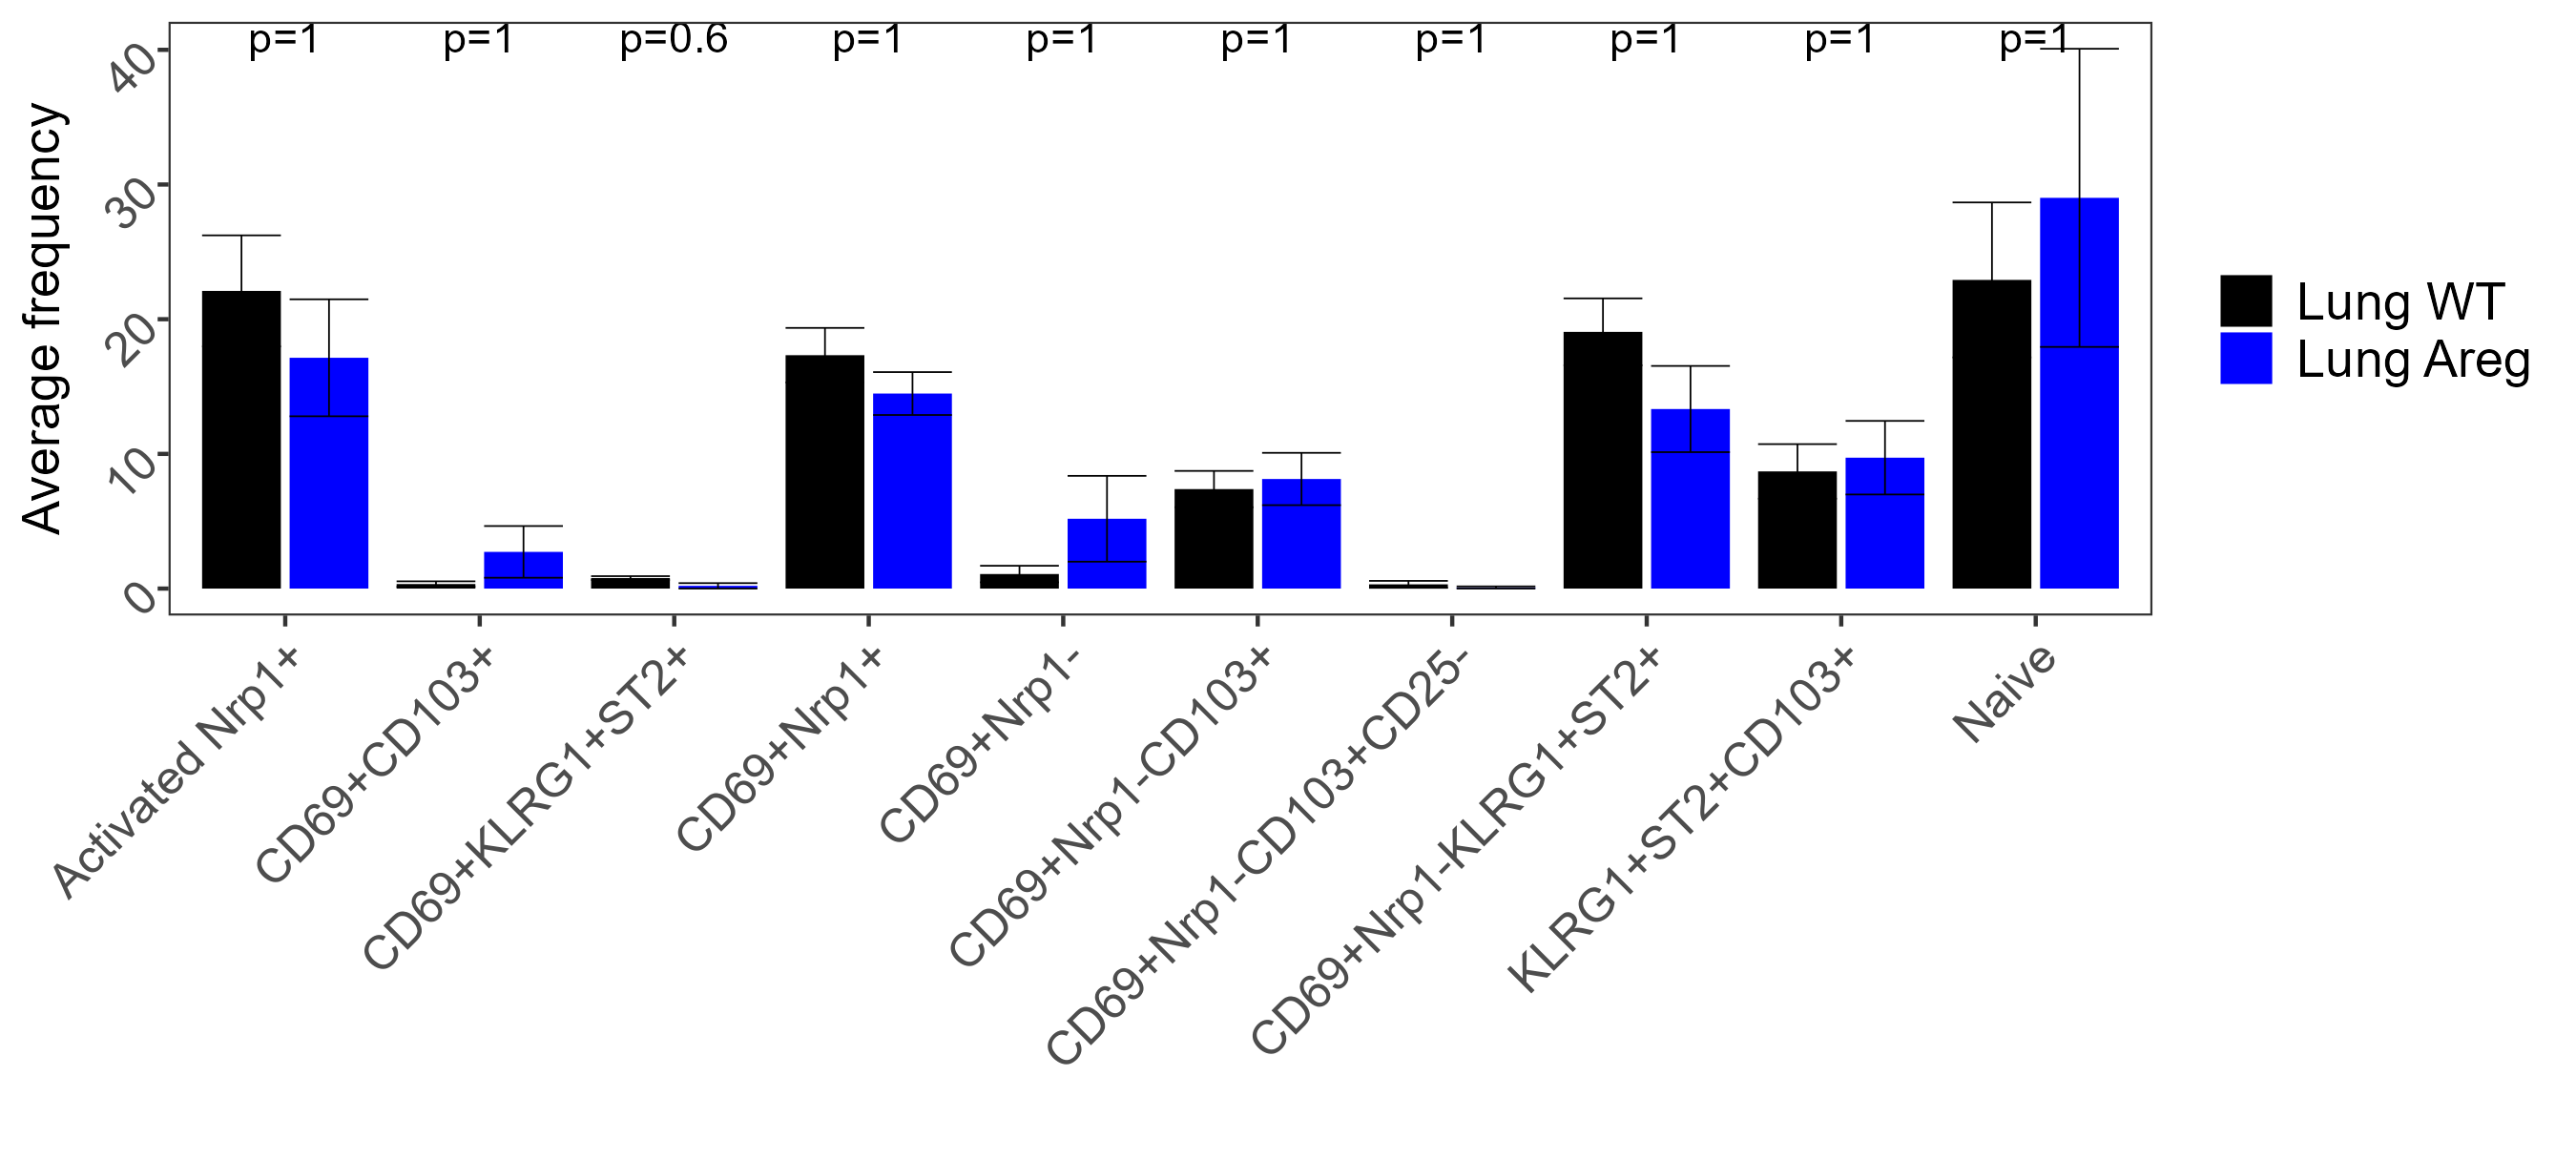 p=1 p=1 p=0.6 p=1 p=1 p=1 p=1 p=1 p=1 p=1
Average frequency
40
30
20
10
0
Lung WT
Lung Areg
Activated Nrp1+
CD69+CD103+
CD69+KLRG1+ST2+
CD69+Nrp1+
CD69+Nrp1-
CD69+Nrp1-CD103+
CD69+Nrp1-CD103+CD25-
CD69+Nrp1-KLRG1+ST2+
KLRG1+ST2+CD103+
Naive